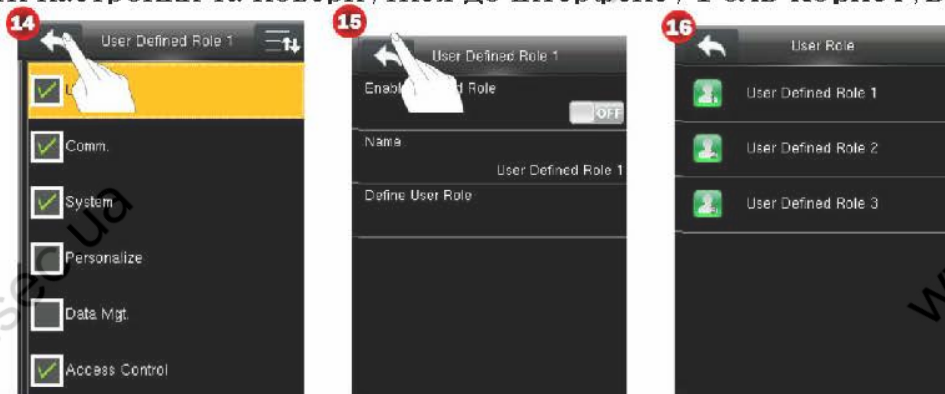 14
User Defined Role 1
Comm.
System
Personalize
Data Mgt.
Access Control
15
User Defined Role 1
Role
OFF
Name
User Defined Role 1
Define User Role
16
User Role
User Defined Role 1
User Defined Role 2
User Defined Role 3